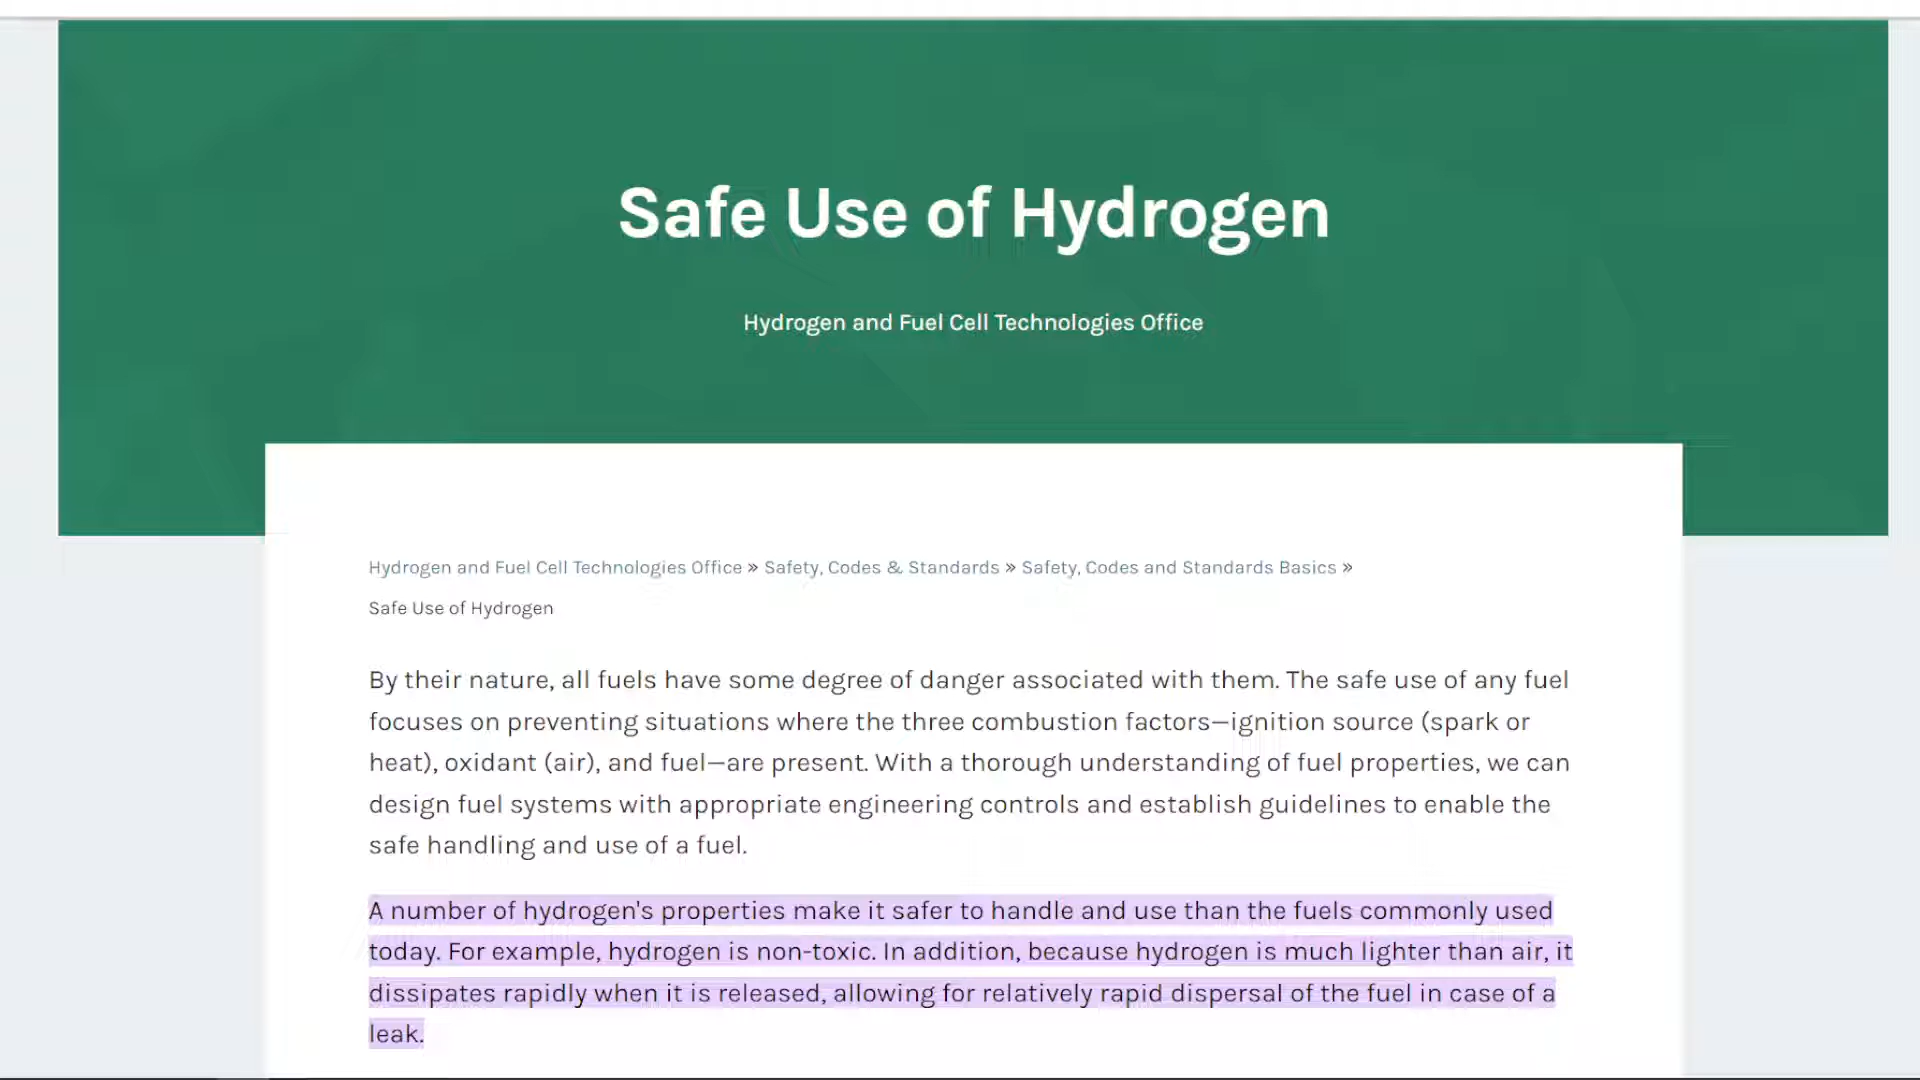 Safe Use of Hydrogen
Hydrogen and Fuel Cell Technologies Office
Hydrogen and Fuel Cell Technologies Office » Safety, Codes & Standards » Safety, Codes and Standards Basics »
Safe Use of Hydrogen
By their nature, all fuels have some degree of danger associated with them. The safe use of any fuel
focuses on preventing situations where the three combustion factors—ignition source (spark or
heat), oxidant (air), and fuel—are present. With a thorough understanding of fuel properties, we can
design fuel systems with appropriate engineering controls and establish guidelines to enable the
safe handling and use of a fuel.
A number of hydrogen's properties make it safer to handle and use than the fuels commonly used
today. For example, hydrogen is non-toxic. In addition, because hydrogen is much lighter than air, it
dissipates rapidly when it is released, allowing for relatively rapid dispersal of the fuel in case of a
leak.